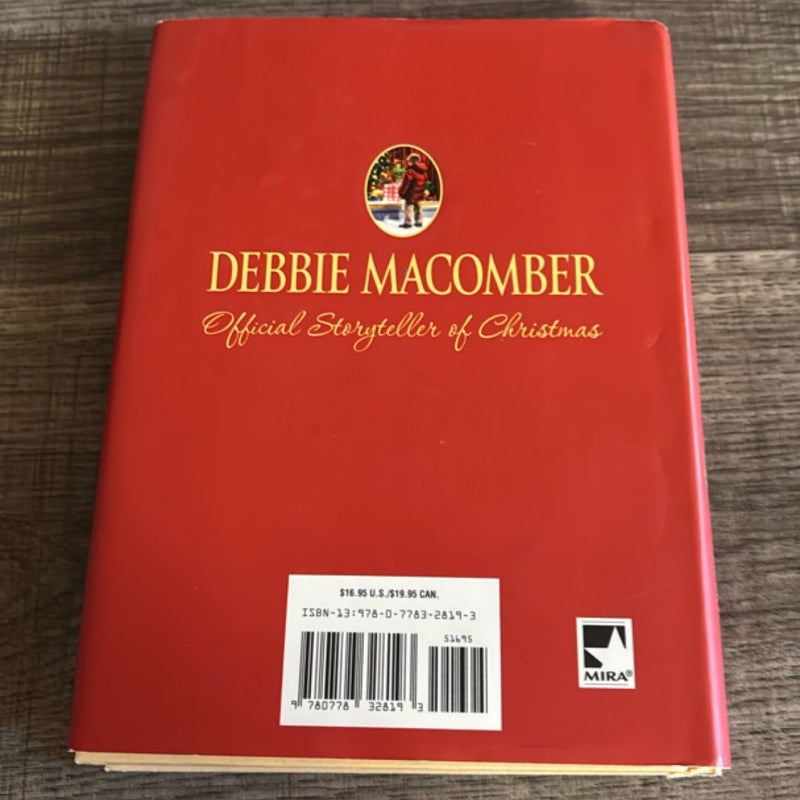 DEBBIE MACOMBER
Official Storyteller of Christmas
$16.95 U.S./$19.95 CAN.
ISBN-13:978-0-7783-2819-3
51695
9 780778 328193
MIRA®